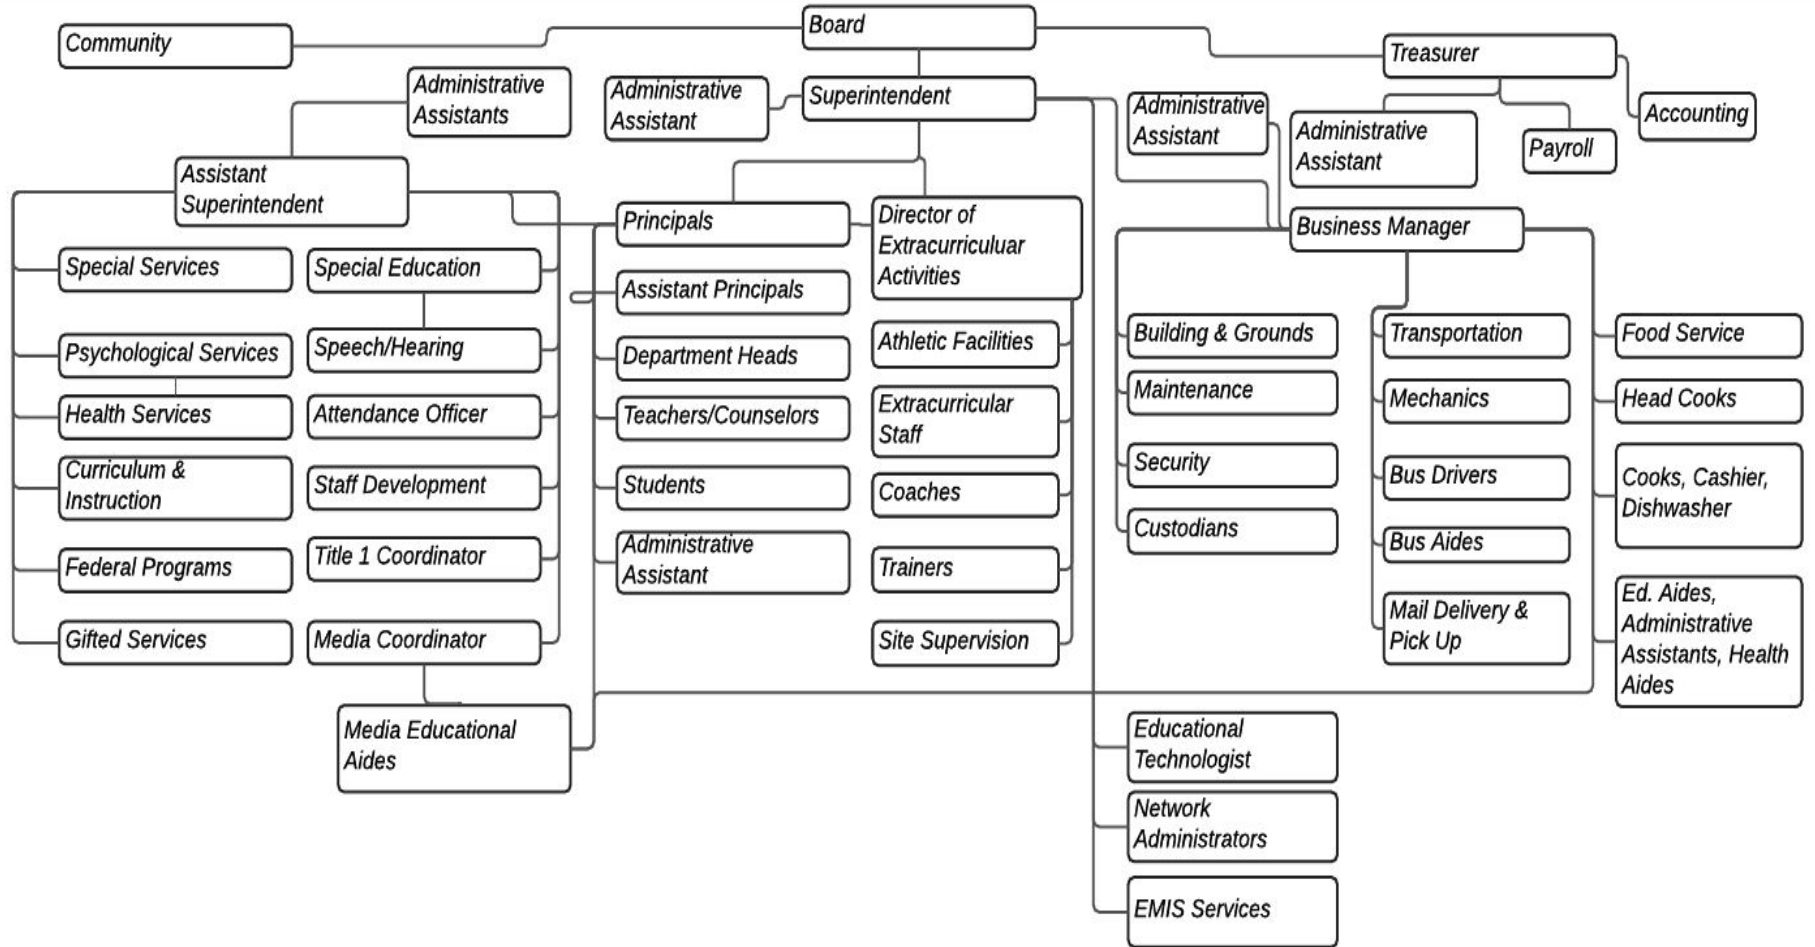 Board
Community
Treasurer
Administrative
Assistants
Administrative
Assistant
Superintendent
Administrative
Assistant
Administrative
Assistant
Payroll
Accounting
Assistant
Superintendent
Principals
Director of
Extracurriculuar
Activities
Business Manager
Special Services
Psychological Services
Health Services
Curriculum &
Instruction
Federal Programs
Gifted Services
Special Education
Speech/Hearing
Attendance Officer
Staff Development
Title 1 Coordinator
Media Coordinator
Media Educational
Aides
Assistant Principals
Department Heads
Teachers/Counselors
Students
Administrative
Assistant
Athletic Facilities
Extracurricular
Staff
Coaches
Trainers
Site Supervision
Building & Grounds
Maintenance
Security
Custodians
Transportation
Mechanics
Bus Drivers
Bus Aides
Mail Delivery &
Pick Up
Food Service
Head Cooks
Cooks, Cashier,
Dishwasher
Ed. Aides,
Administrative
Assistants, Health
Aides
Educational
Technologist
Network
Administrators
EMIS Services